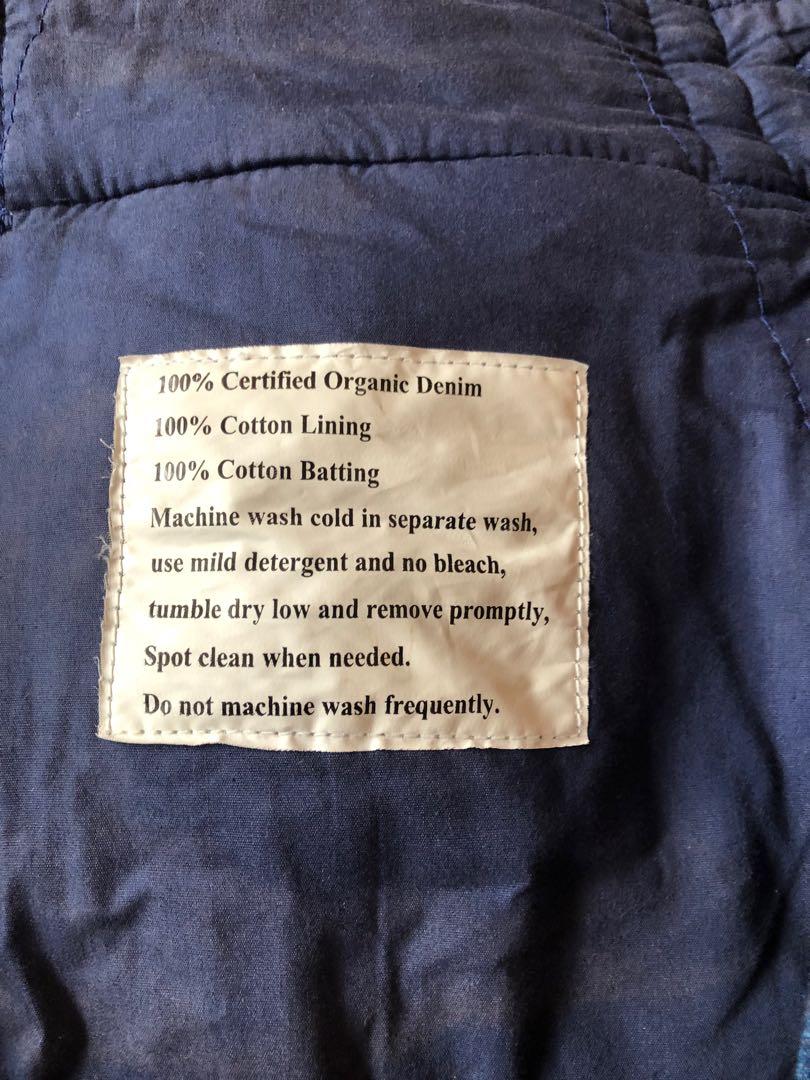 100% Certified Organic Denim
100% Cotton Lining
100% Cotton Batting
Machine wash cold in separate wash,
use mild detergent and no bleach,
tumble dry low and remove promptly,
Spot clean when needed.
Do not machine wash frequently.